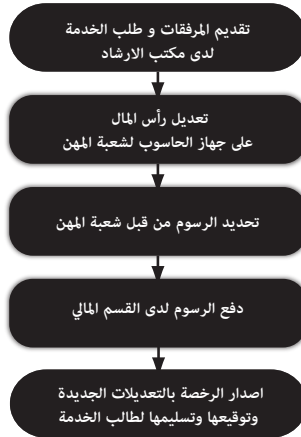 تقديم المرفقات و طلب الخدمة
لدى مكتب الارشاد
تعديل رأس المال
على جهاز الحاسوب لشعبة المهن
تحديد الرسوم من قبل شعبة المهن
دفع الرسوم لدى القسم المالي
اصدار الرخصة بالتعديلات الجديدة
وتوقيعها وتسليمها لطالب الخدمة